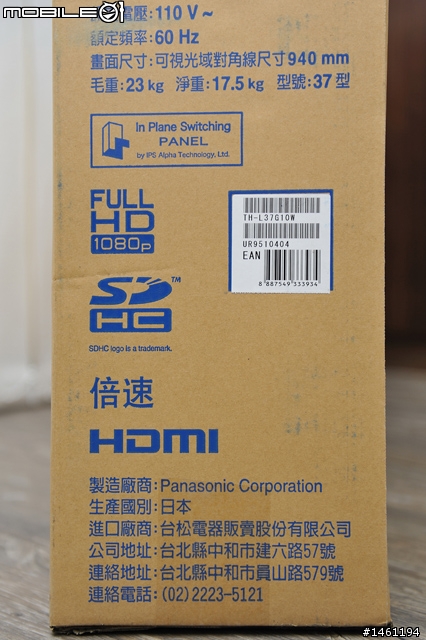 MOBILE01
電壓:110 V~
額定頻率:60 Hz
畫面尺寸:可視光域對角線尺寸940 mm
毛重:23 kg 淨重:17.5 kg 型號:37 型
In Plane Switching
PANEL
by IPS Alpha Technology, Ltd.
FULL
HD
1080p
TH-L37G10W
UR9510404
EAN
8 887549 333934
SD™
HC
SDHC logo is a trademark.
倍速
HDMI
製造廠商:Panasonic Corporation
生產國別:日本
進口廠商:台松電器販賣股份有限公司
公司地址:台北縣中和市建六路57號
連絡地址:台北縣中和市員山路579號
連絡電話:(02) 2223-5121
#1461194